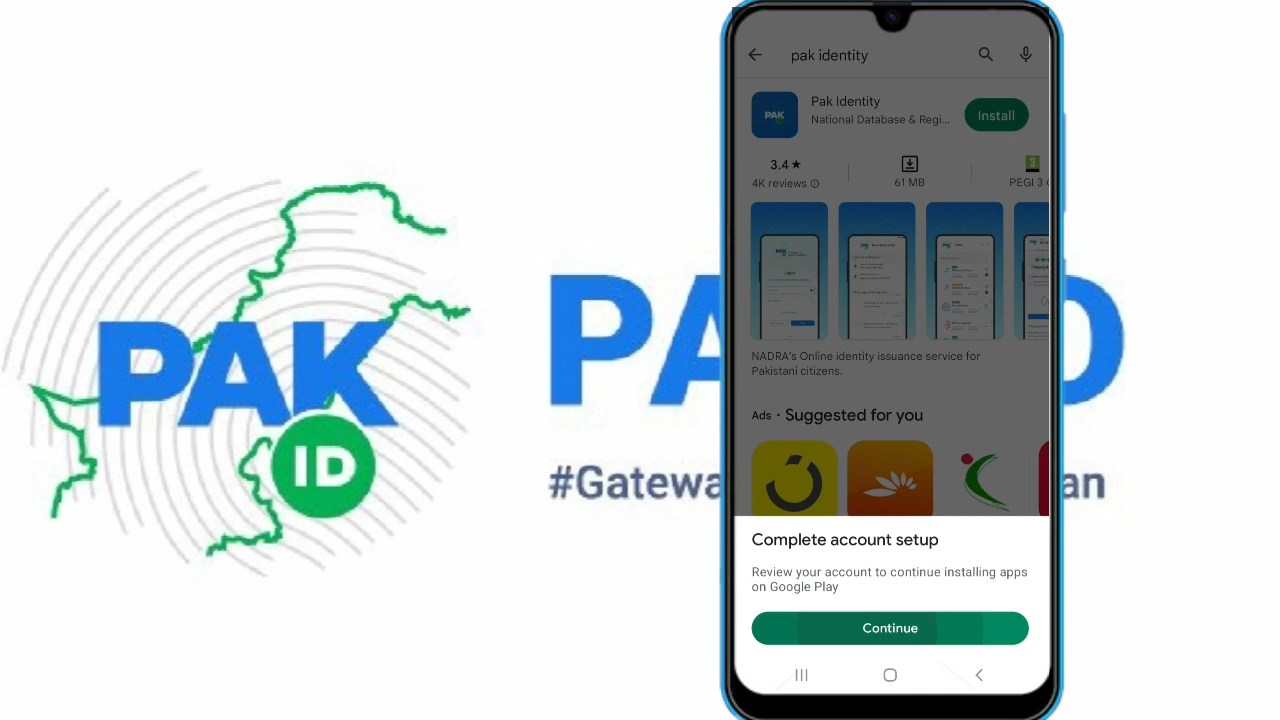 PAK
ID
PA
D
#Gatewa
an
pak identity
PAK
Pak Identity
National Database & Regi...
Install
3.4★
4K reviews
61 MB
3
PEGI 3
NADRA's Online identity issuance service for
Pakistani citizens.
Ads • Suggested for you
Complete account setup
Review your account to continue installing apps
on Google Play
Continue